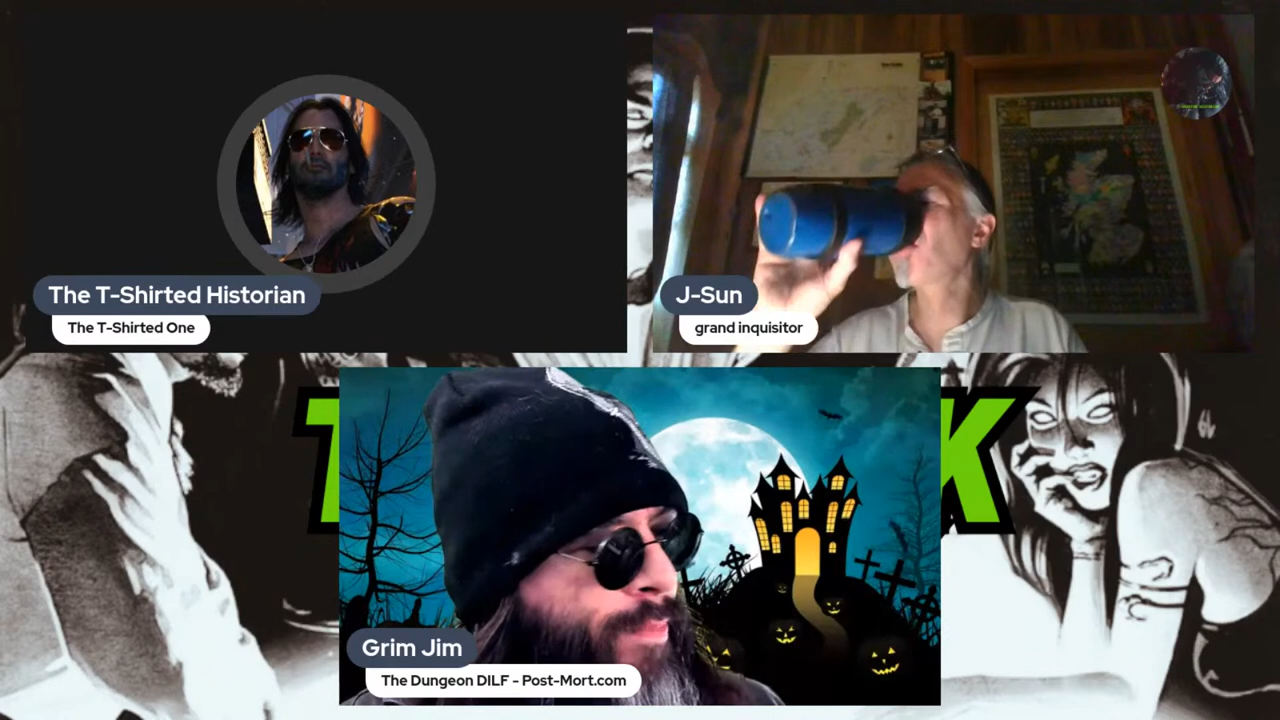 The T-Shirted Historian
The T-Shirted One
J-Sun
grand inquisitor
T
K
Grim Jim
The Dungeon DILF - Post-Mort.com